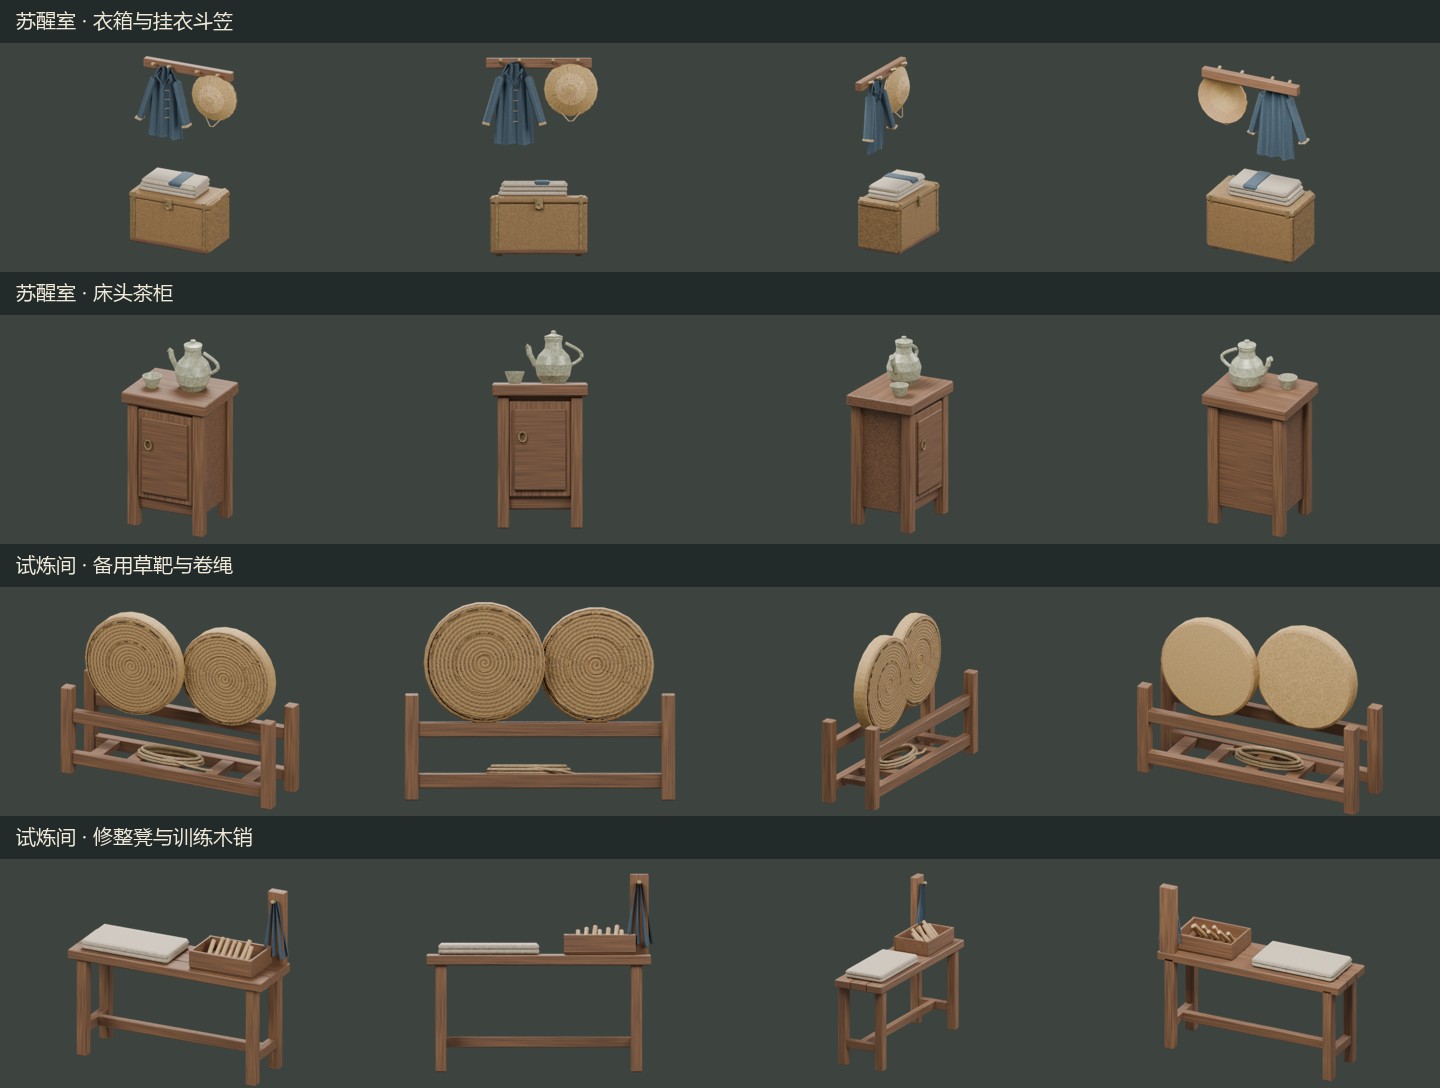 苏醒室 · 衣箱与挂衣斗笠
苏醒室 · 床头茶柜
试炼间 · 备用草靶与卷绳
试炼间 · 修整凳与训练木销